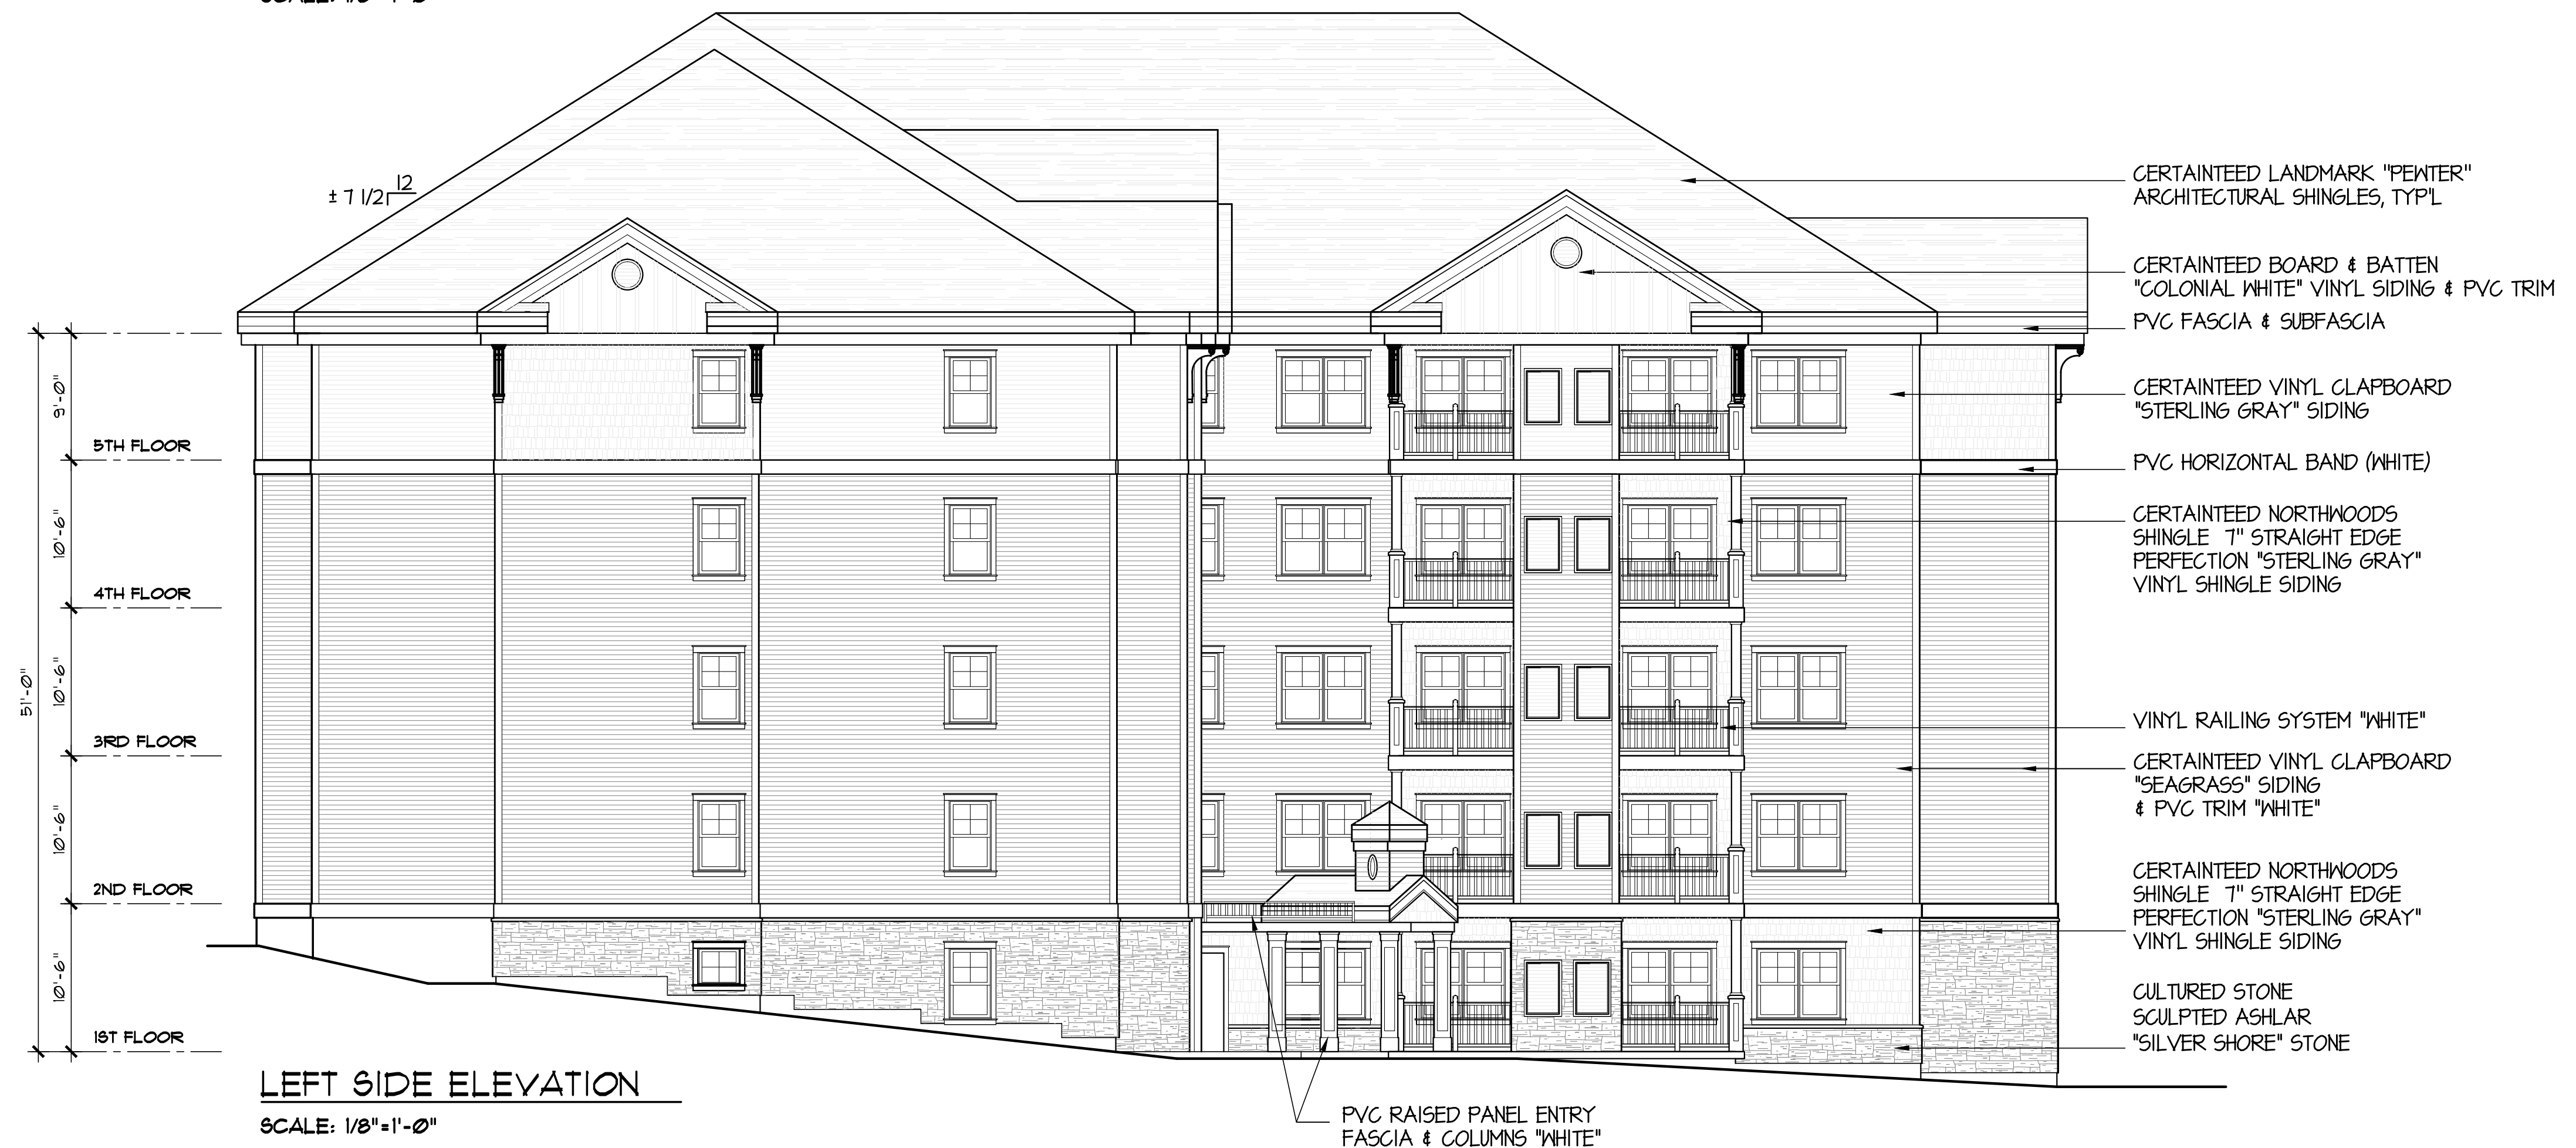 SCALE: 1/8"=1'-0"
12
± 7 1/2
CERTAINTEED LANDMARK "PEWTER"
ARCHITECTURAL SHINGLES, TYP'L
CERTAINTEED BOARD & BATTEN
"COLONIAL WHITE" VINYL SIDING & PVC TRIM
PVC FASCIA & SUBFASCIA
9'-0"
CERTAINTEED VINYL CLAPBOARD
"STERLING GRAY" SIDING
5TH FLOOR
PVC HORIZONTAL BAND (WHITE)
10'-6"
CERTAINTEED NORTHWOODS
SHINGLE 7" STRAIGHT EDGE
PERFECTION "STERLING GRAY"
VINYL SHINGLE SIDING
4TH FLOOR
51'-0"
10'-6"
VINYL RAILING SYSTEM "WHITE"
3RD FLOOR
CERTAINTEED VINYL CLAPBOARD
"SEAGRASS" SIDING
& PVC TRIM "WHITE"
10'-6"
2ND FLOOR
CERTAINTEED NORTHWOODS
SHINGLE 7" STRAIGHT EDGE
PERFECTION "STERLING GRAY"
VINYL SHINGLE SIDING
10'-6"
CULTURED STONE
SCULPTED ASHLAR
"SILVER SHORE" STONE
1ST FLOOR
LEFT SIDE ELEVATION
SCALE: 1/8"=1'-0"
PVC RAISED PANEL ENTRY
FASCIA & COLUMNS "WHITE"